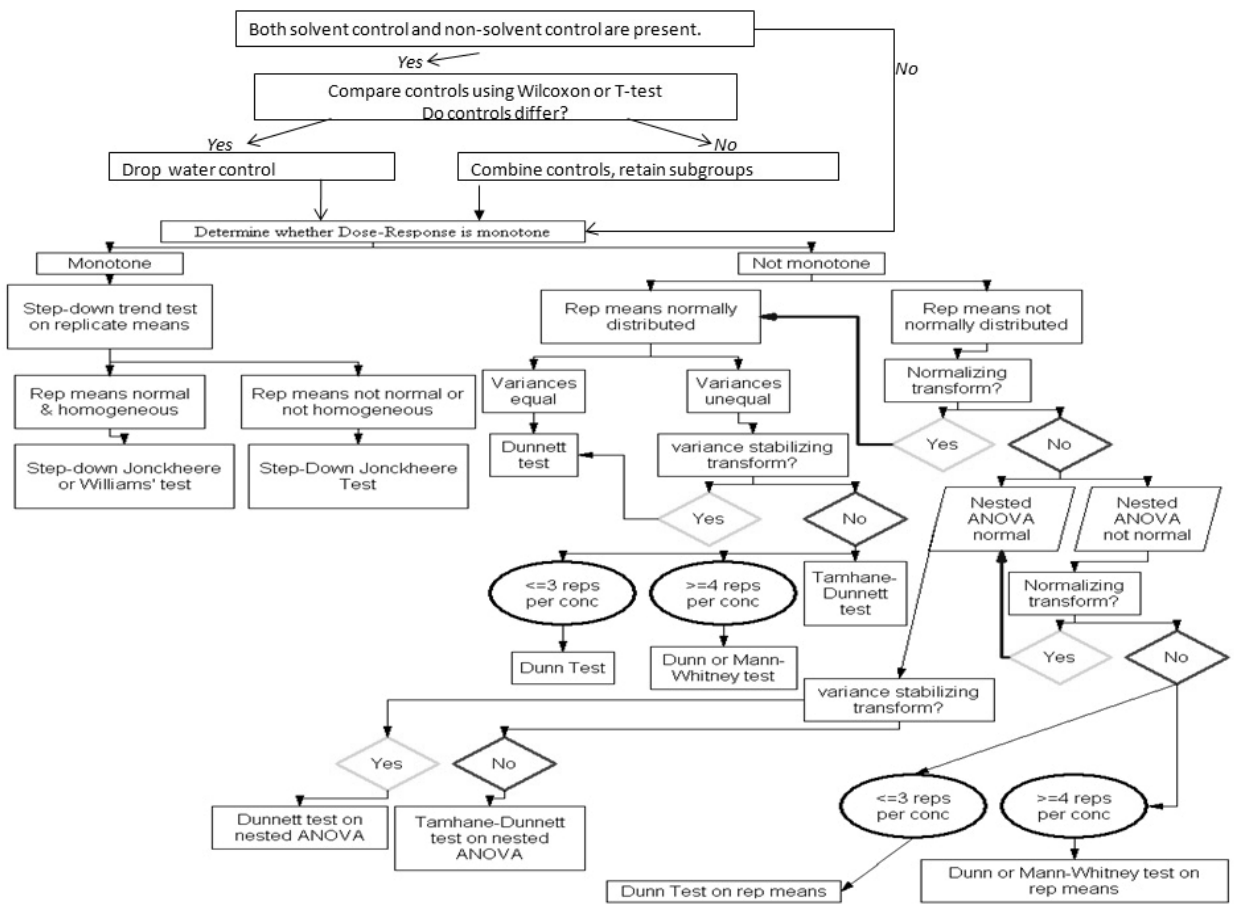 Both solvent control and non-solvent control are present.
Yes
No
Compare controls using Wilcoxon or T-test
Do controls differ?
Yes
No
Drop water control
Combine controls, retain subgroups
Determine whether Dose-Response is monotone
Monotone
Not monotone
Step-down trend test
on replicate means
Rep means normally
distributed
Rep means not
normally distributed
Rep means normal
& homogeneous
Rep means not normal or
not homogeneous
Variances
equal
Variances
unequal
Normalizing
transform?
Step-down Jonckheere
or Williams' test
Step-Down Jonckheere
Test
Dunnett
test
variance stabilizing
transform?
Yes
No
Yes
No
Nested
ANOVA
normal
Nested
ANOVA
not normal
<=3 reps
per conc
>=4 reps
per conc
Tamhane-
Dunnett
test
Normalizing
transform?
Dunn Test
Dunn or Mann-
Whitney test
Yes
No
variance stabilizing
transform?
Yes
No
<=3 reps
per conc
>=4 reps
per conc
Dunnett test on
nested ANOVA
Tamhane-Dunnett
test on nested
ANOVA
Dunn Test on rep means
Dunn or Mann-Whitney test on
rep means